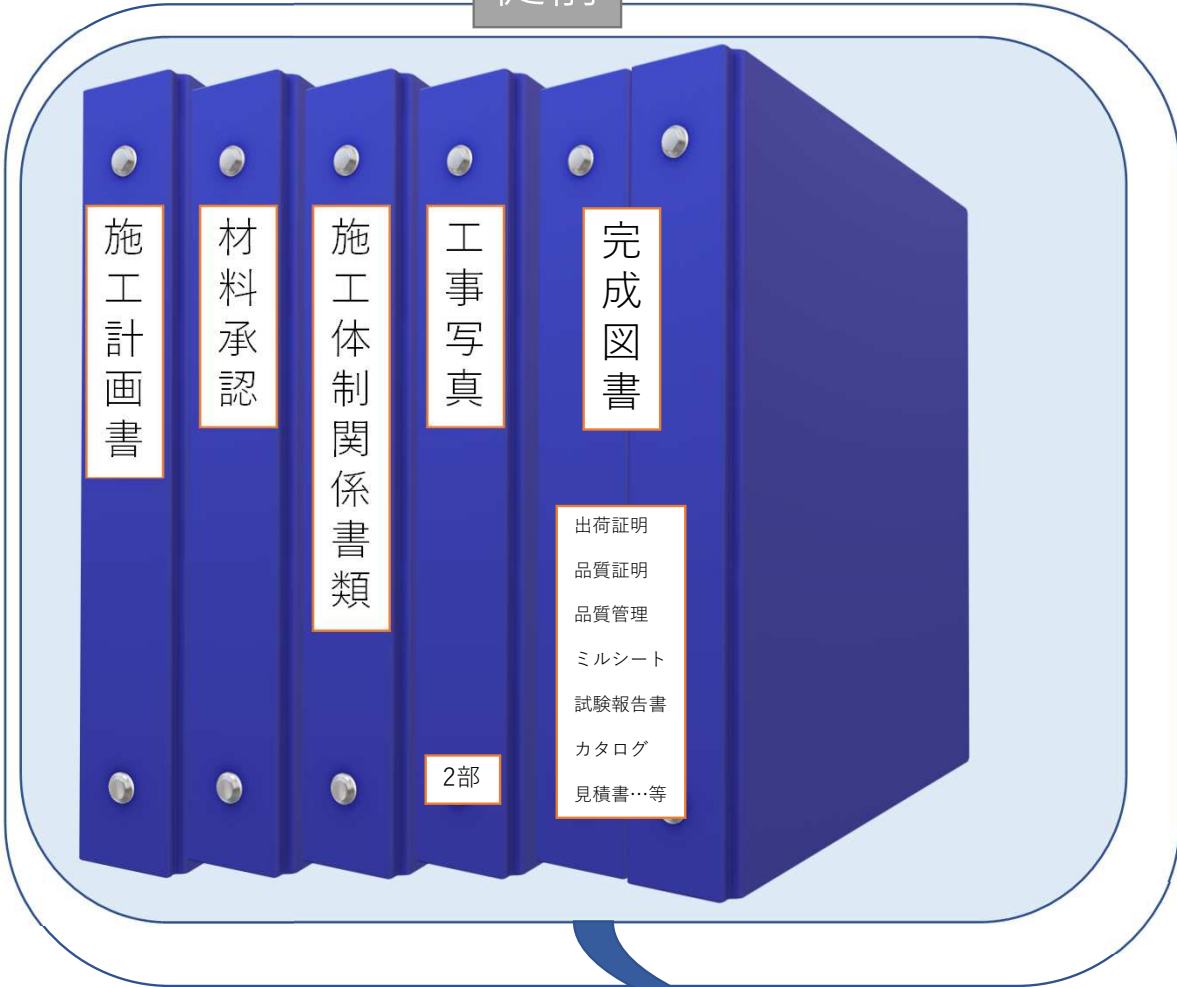 施工計画書
材料承認
施工体制関係書類
工事写真
2部
完成図書
出荷証明
品質証明
品質管理
ミルシート
試験報告書
カタログ
見積書…等